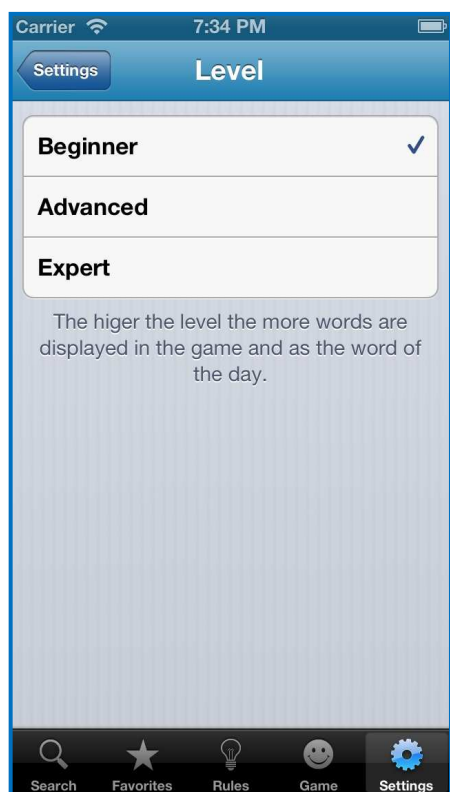 Carrier 7:34 PM
Settings Level
Beginner
Advanced
Expert
The higer the level the more words are
displayed in the game and as the word of
the day.
Search Favorites Rules Game Settings